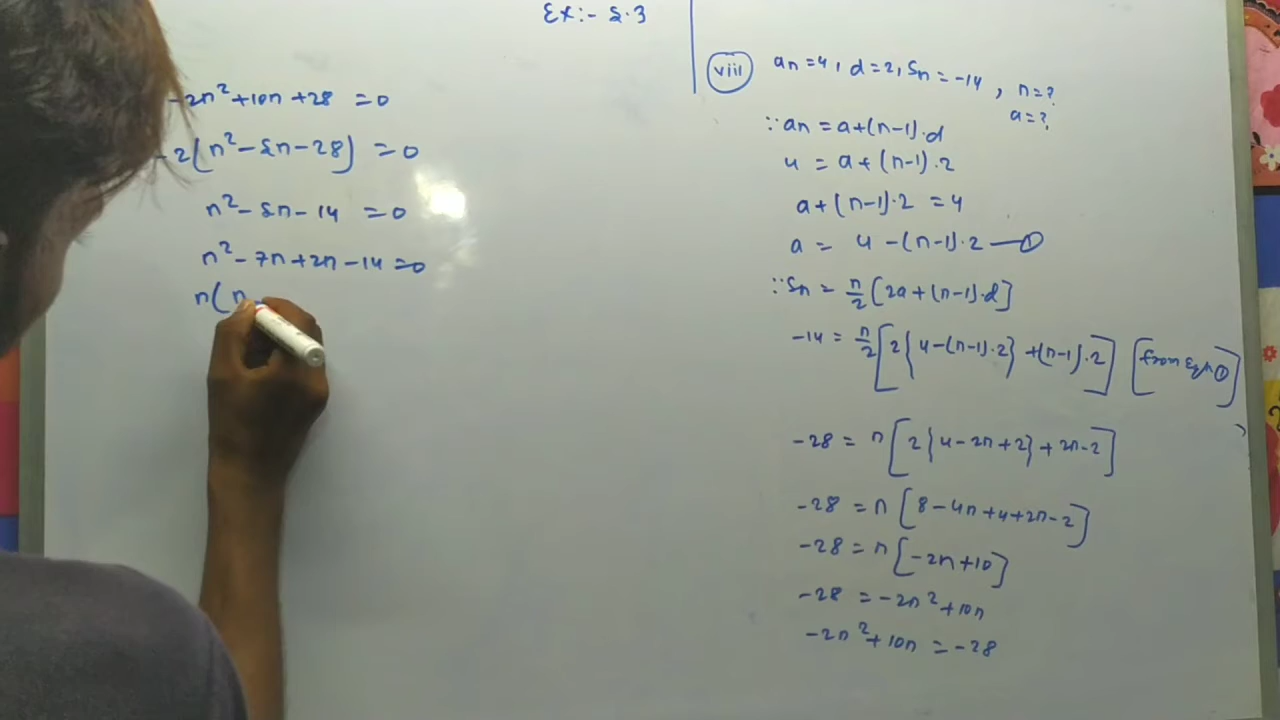 Ex:- 5.3
-2n²+10n+28 =0
-2(n²-5n-28) =0
n²-5n-14 =0
n²-7n+2n-14=0
n(n
viii an=4, d=2, Sn=-14, n=?
a=?
∵an = a+(n-1).d
4 = a+(n-1).2
a+(n-1).2 =4
a = 4-(n-1).2 —①
∵Sn = n/2 [2a+(n-1).d]
-14 = n/2 [2{4-(n-1).2} +(n-1).2] [from Eqn①]
-28 = n[2{4-2n+2}+2n-2]
-28 = n[8-4n+4+2n-2]
-28 = n[-2n+10]
-28 = -2n²+10n
-2n²+10n = -28